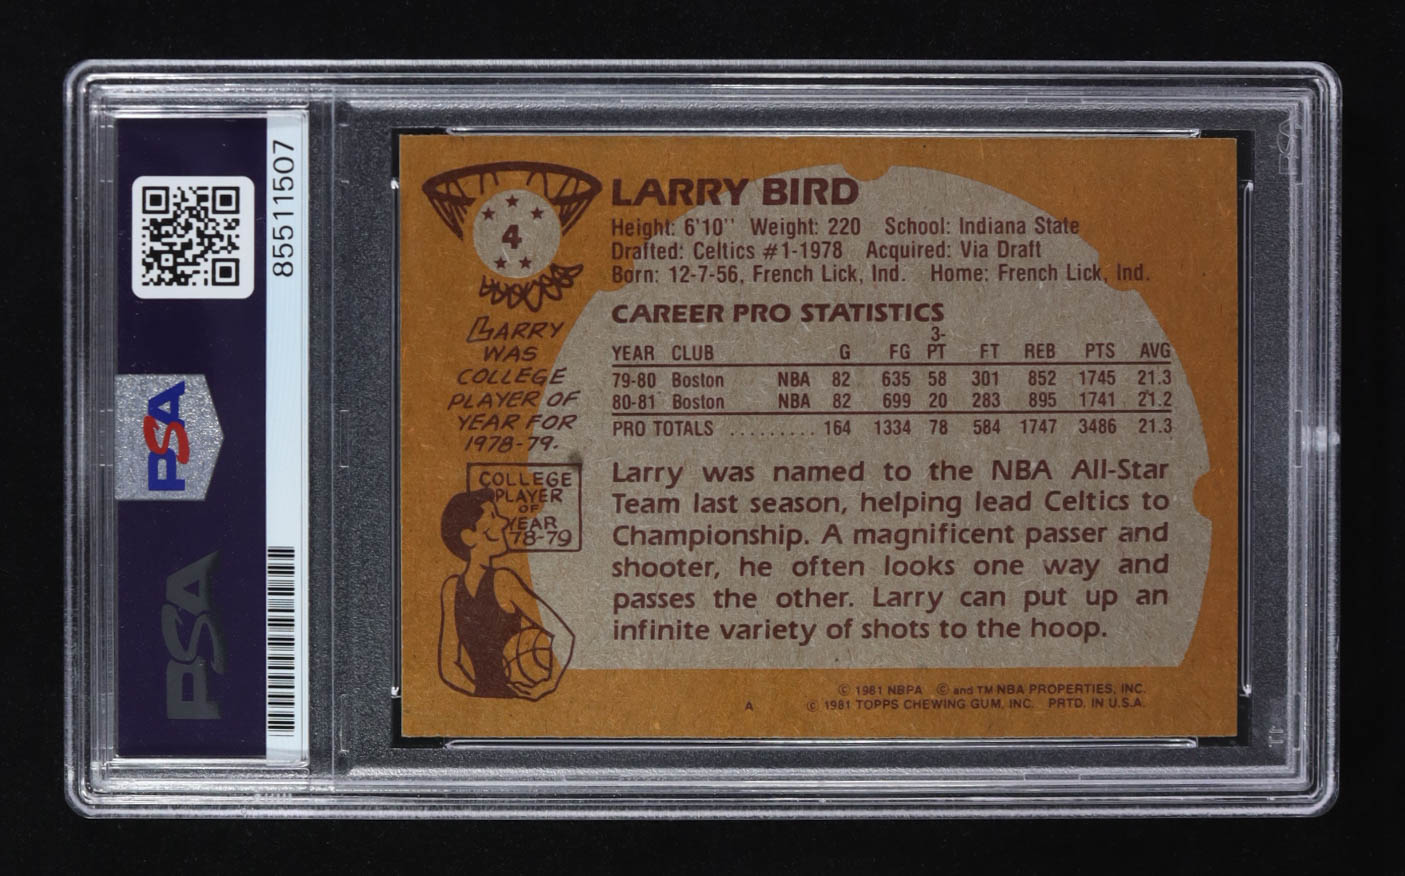 85511507
PSA
PSA
4
LARRY BIRD
Height: 6'10'' Weight: 220 School: Indiana State
Drafted: Celtics #1-1978 Acquired: Via Draft
Born: 12-7-56, French Lick, Ind. Home: French Lick, Ind.
LARRY
WAS
COLLEGE
PLAYER OF
YEAR FOR
1978-79.
COLLEGE
PLAYER
OF
YEAR
78-79
CAREER PRO STATISTICS
YEAR CLUB G FG 3-PT FT REB PTS AVG
79-80 Boston NBA 82 635 58 301 852 1745 21.3
80-81 Boston NBA 82 699 20 283 895 1741 21.2
PRO TOTALS ......... 164 1334 78 584 1747 3486 21.3
Larry was named to the NBA All-Star
Team last season, helping lead Celtics to
Championship. A magnificent passer and
shooter, he often looks one way and
passes the other. Larry can put up an
infinite variety of shots to the hoop.
© 1981 NBPA © and TM NBA PROPERTIES, INC.
A © 1981 TOPPS CHEWING GUM, INC. PRTD. IN U.S.A.